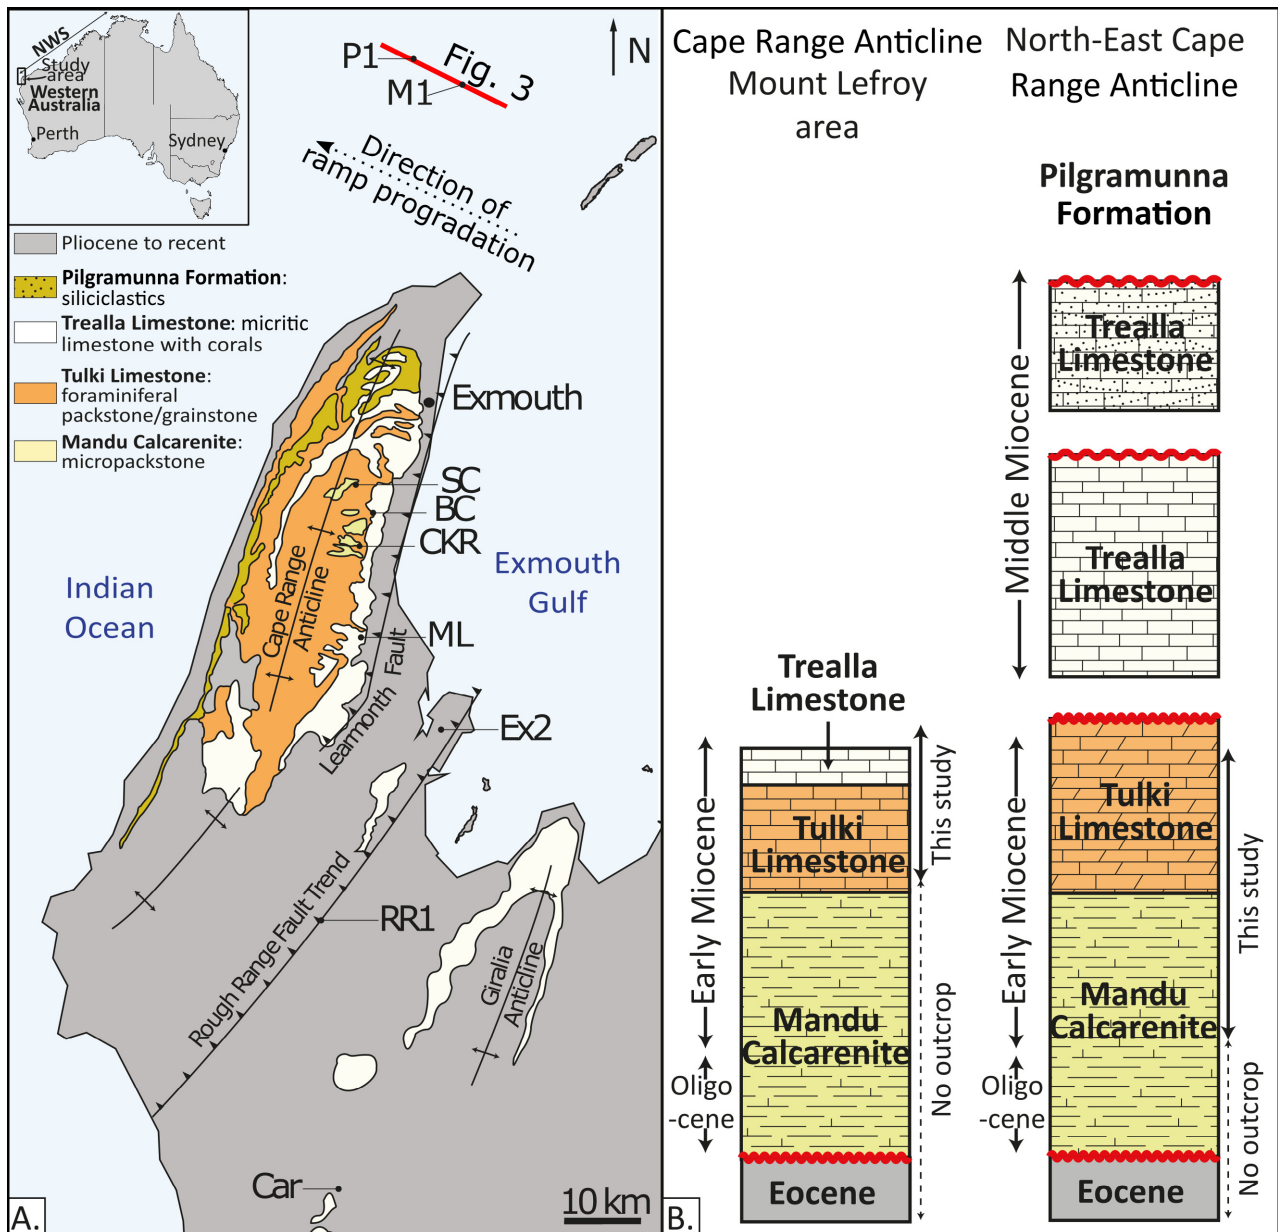 NWS
Study
area
Western
Australia
Perth
Sydney
P1
M1
Fig. 3
N
Direction of
ramp progradation
Pliocene to recent
Pilgramunna Formation:
siliciclastics
Trealla Limestone: micritic
limestone with corals
Tulki Limestone:
foraminiferal
packstone/grainstone
Mandu Calcarenite:
micropackstone
Exmouth
SC
BC
CKR
ML
Ex2
RR1
Car
Indian
Ocean
Exmouth
Gulf
Cape Range
Anticline
Learmonth Fault
Rough Range Fault Trend
Giralia
Anticline
10 km
A.
Cape Range Anticline
Mount Lefroy
area
North-East Cape
Range Anticline
Pilgramunna
Formation
Trealla
Limestone
Trealla
Limestone
Middle Miocene
Trealla
Limestone
Tulki
Limestone
Mandu
Calcarenite
Eocene
Early Miocene
Oligo
-cene
This study
No outcrop
Tulki
Limestone
Mandu
Calcarenite
Eocene
Early Miocene
Oligo
-cene
This study
No outcrop
B.